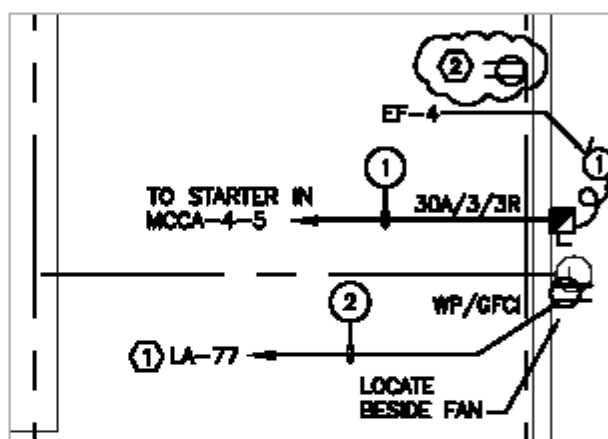 2
EF-4
1
1
TO STARTER IN
MCCA-4-5
30A/3/3R
2
WP/GFCI
1 LA-77
LOCATE
BESIDE FAN